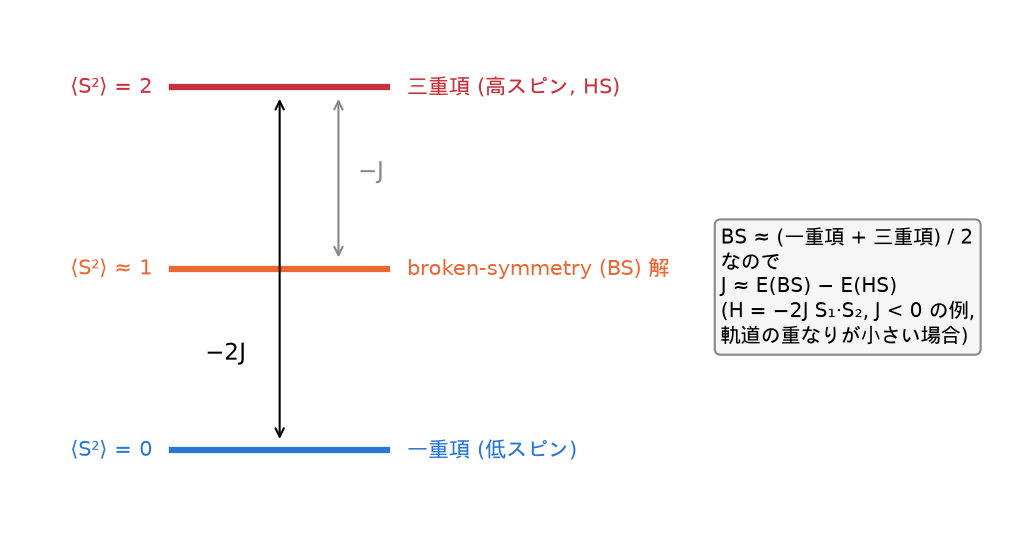 ⟨S²⟩ = 2
三重項 (高スピン, HS)
−J
⟨S²⟩ ≈ 1
broken-symmetry (BS) 解
−2J
⟨S²⟩ = 0
一重項 (低スピン)
BS ≈ (一重項 + 三重項) / 2
なので
J ≈ E(BS) − E(HS)
(H = −2J S₁·S₂, J < 0 の例,
軌道の重なりが小さい場合)